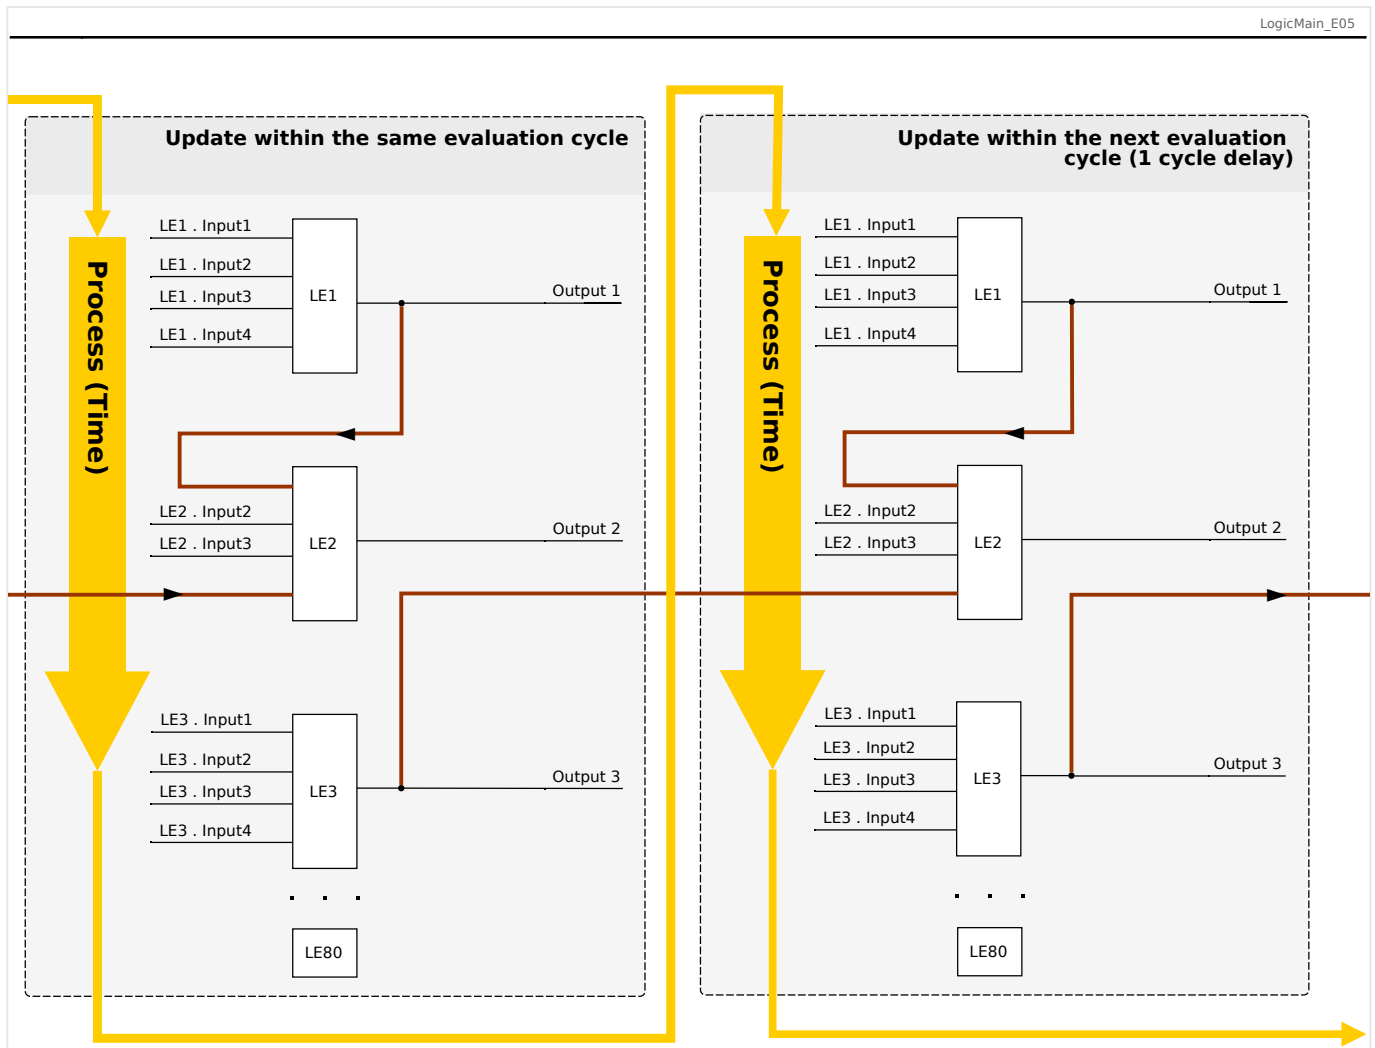 LogicMain_E05
Update within the same evaluation cycle
Process (Time)
LE1 . Input1
LE1 . Input2
LE1 . Input3
LE1 . Input4
LE1
Output 1
LE2 . Input2
LE2 . Input3
LE2
Output 2
LE3 . Input1
LE3 . Input2
LE3 . Input3
LE3 . Input4
LE3
Output 3
. . .
LE80
Update within the next evaluation
cycle (1 cycle delay)
Process (Time)
LE1 . Input1
LE1 . Input2
LE1 . Input3
LE1 . Input4
LE1
Output 1
LE2 . Input2
LE2 . Input3
LE2
Output 2
LE3 . Input1
LE3 . Input2
LE3 . Input3
LE3 . Input4
LE3
Output 3
. . .
LE80